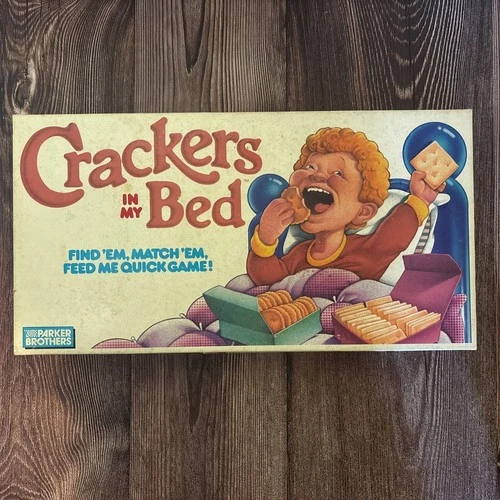 Crackers
IN
MY
Bed
FIND 'EM, MATCH 'EM,
FEED ME QUICK GAME!
PARKER
BROTHERS